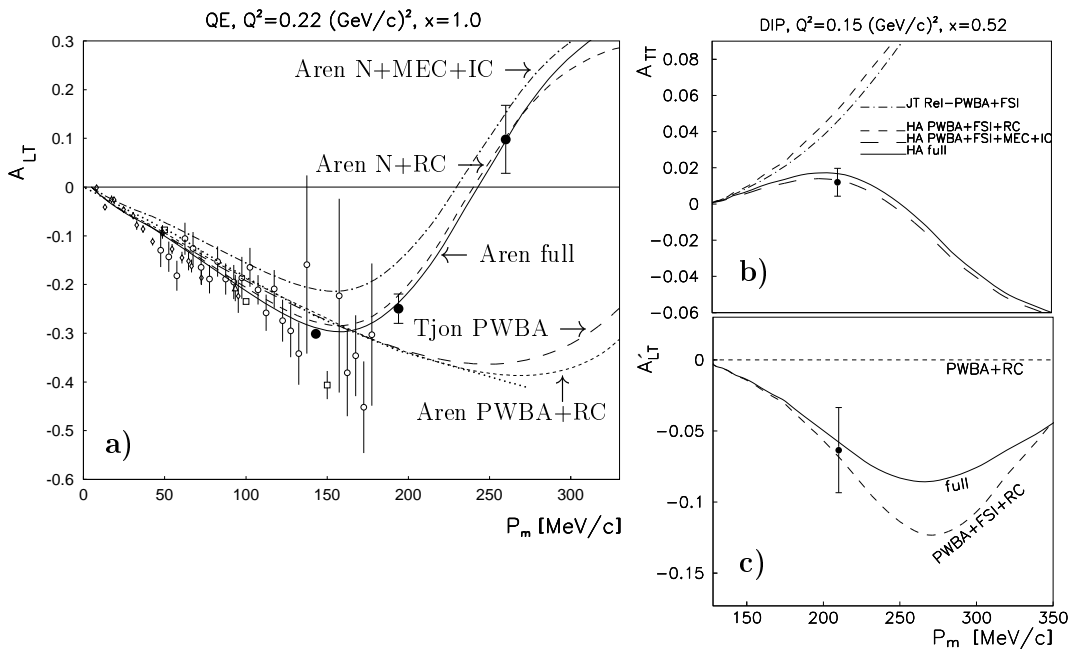 QE, Q²=0.22 (GeV/c)², x=1.0
A_LT
0.3
0.2
0.1
0
-0.1
-0.2
-0.3
-0.4
-0.5
-0.6
Aren N+MEC+IC
Aren N+RC
Aren full
Tjon PWBA
Aren PWBA+RC
a)
0 50 100 150 200 250 300
P_m [MeV/c]
DIP, Q²=0.15 (GeV/c)², x=0.52
A_TT
0.08
0.06
0.04
0.02
0
−0.02
−0.04
−0.06
JT Rel−PWBA+FSI
HA PWBA+FSI+RC
HA PWBA+FSI+MEC+IC
HA full
b)
A'_LT
0
−0.05
−0.1
−0.15
PWBA+RC
full
PWBA+FSI+RC
c)
150 200 250 300 350
P_m [MeV/c]